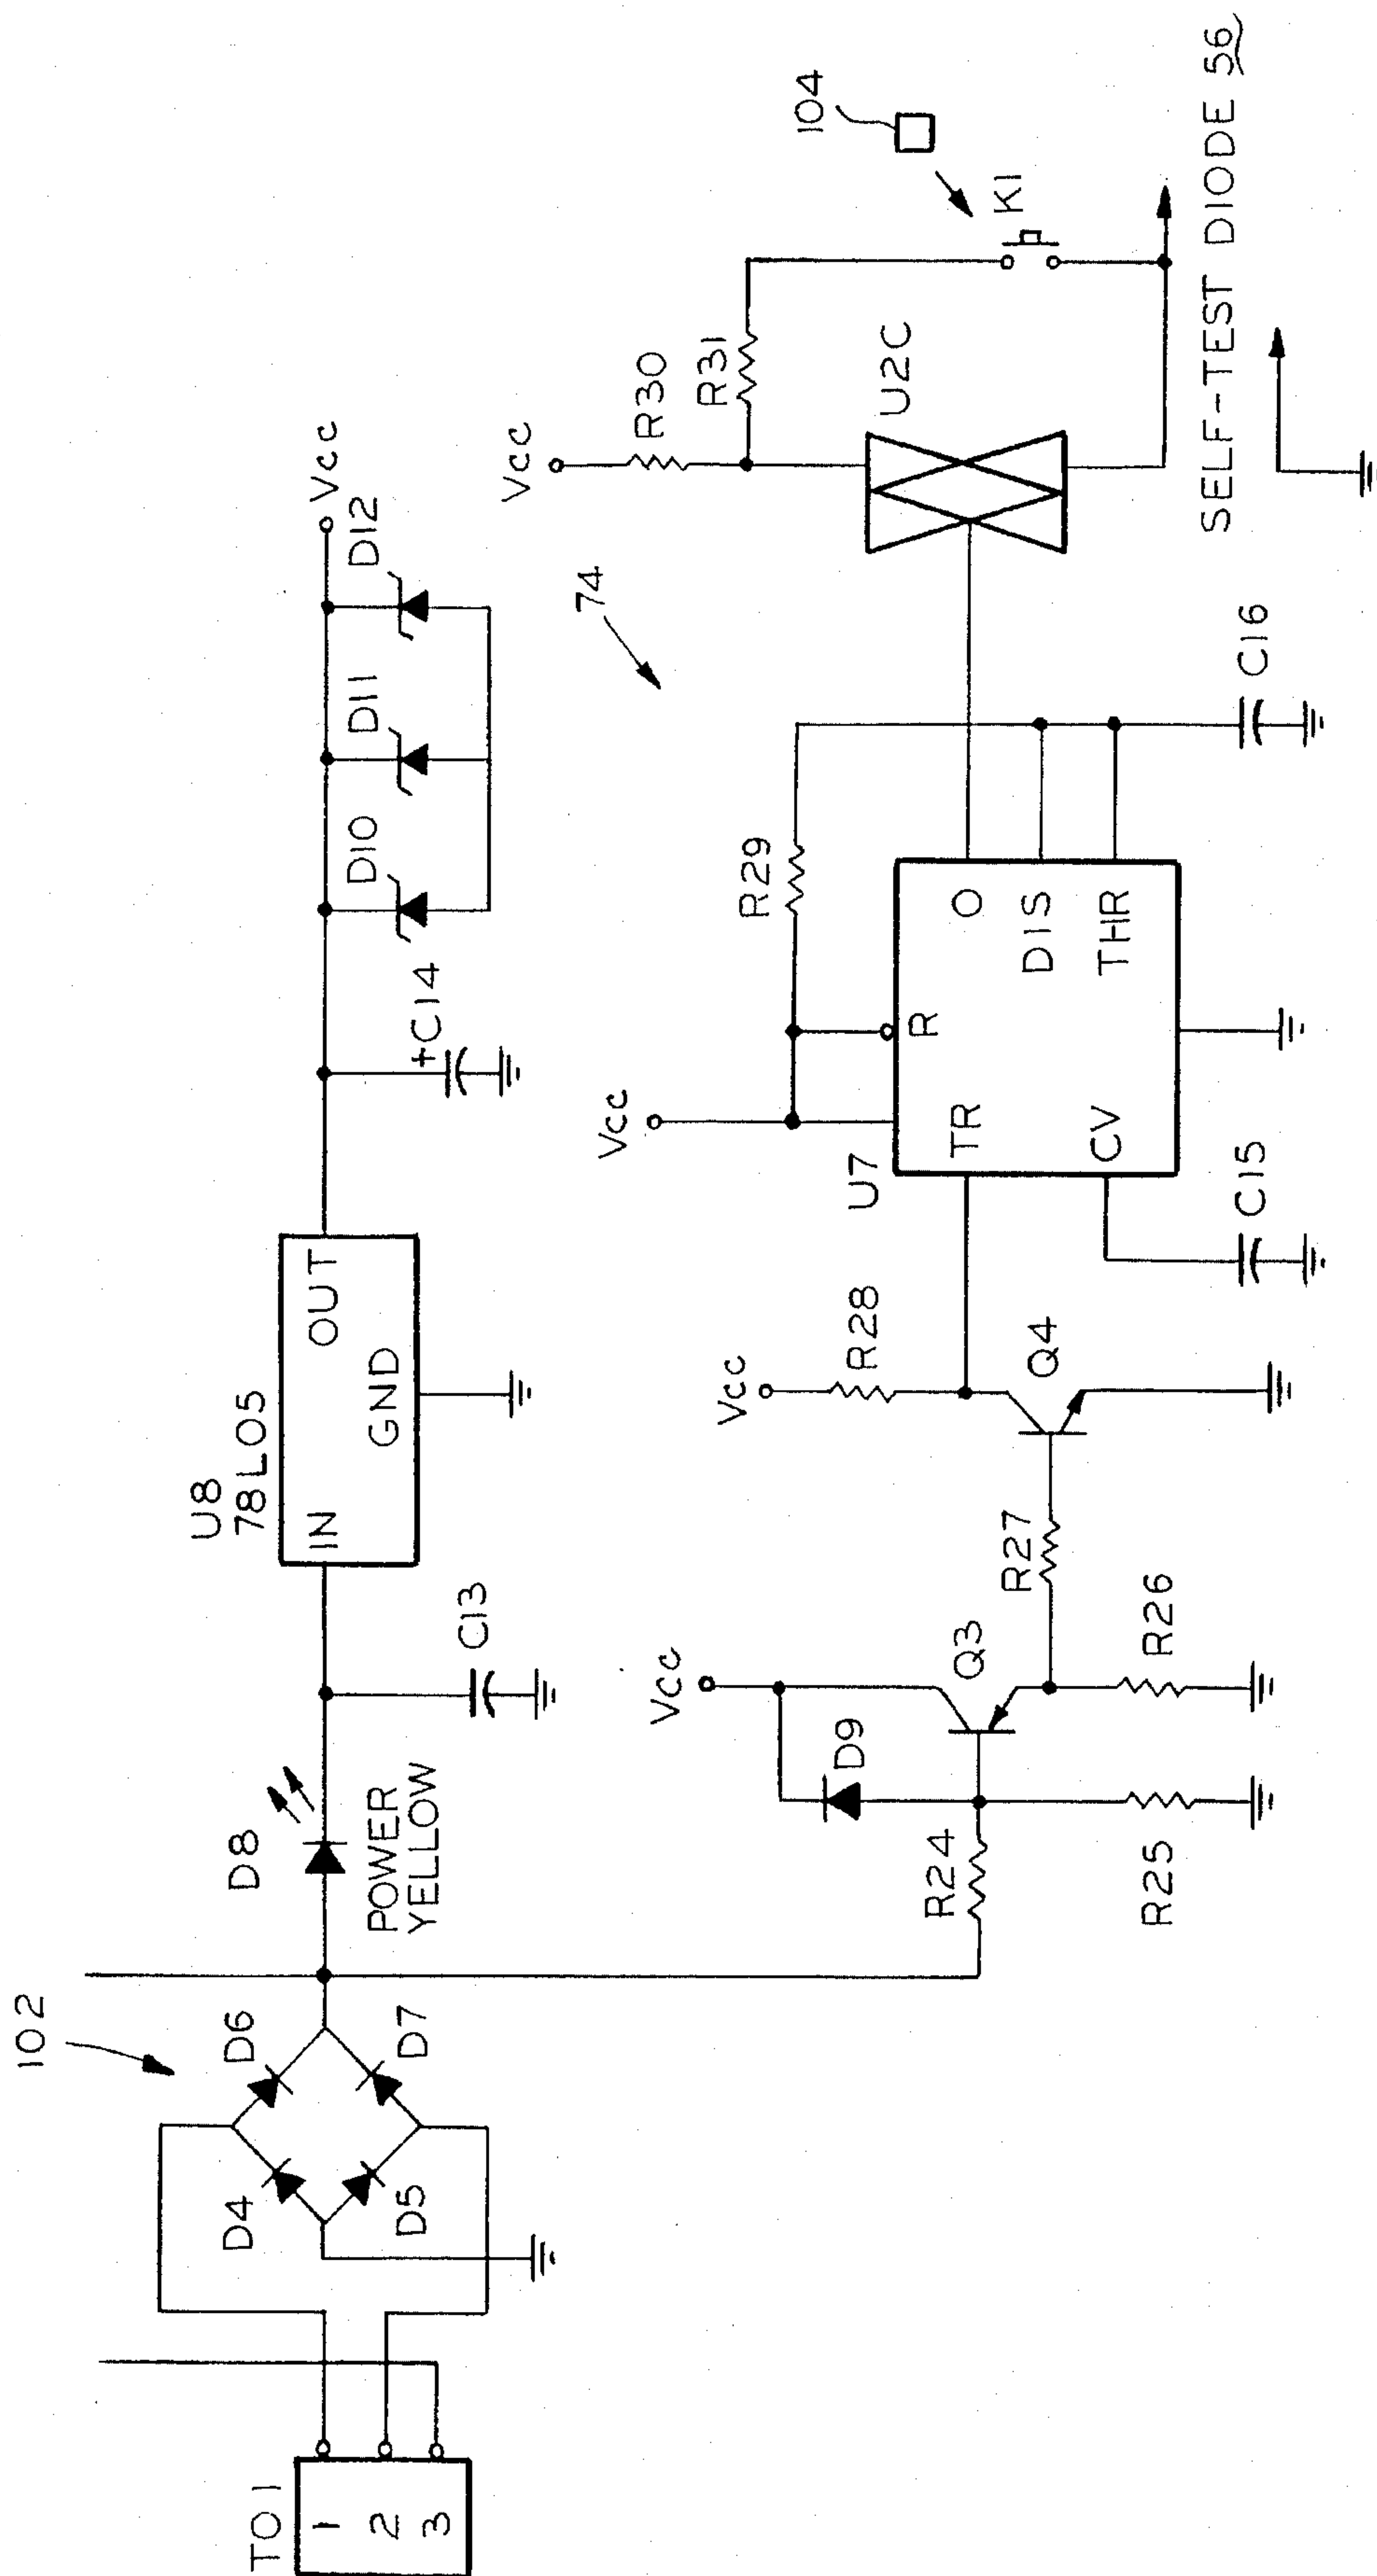 TO1
1
2
3
102
D4
D5
D6
D7
D8
POWER
YELLOW
C13
U8
78L05
IN
OUT
GND
+C14
D10
D11
D12
Vcc
74
R24
R25
D9
Vcc
Q3
R26
R27
Vcc
R28
Q4
U7
TR
CV
R
O
DIS
THR
C15
Vcc
R29
C16
Vcc
R30
R31
U2C
K1
104
SELF-TEST DIODE 56